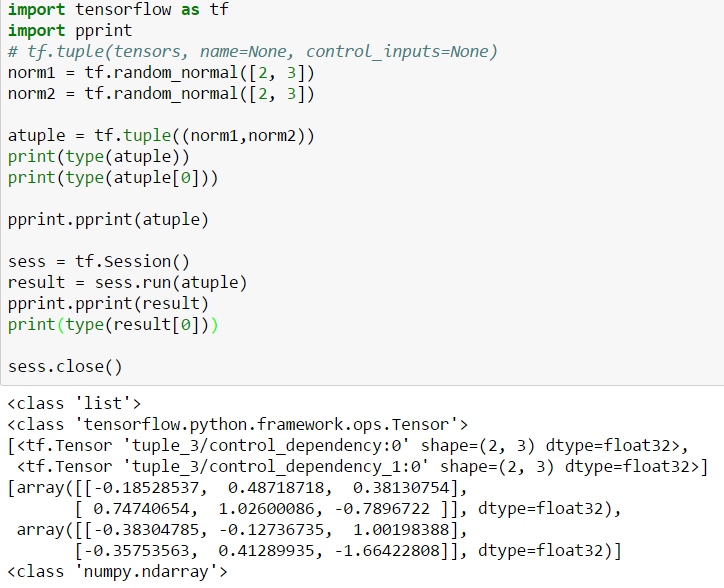 import tensorflow as tf
import pprint
# tf.tuple(tensors, name=None, control_inputs=None)
norm1 = tf.random_normal([2, 3])
norm2 = tf.random_normal([2, 3])

atuple = tf.tuple((norm1,norm2))
print(type(atuple))
print(type(atuple[0]))

pprint.pprint(atuple)

sess = tf.Session()
result = sess.run(atuple)
pprint.pprint(result)
print(type(result[0]))

sess.close()

<class 'list'>
<class 'tensorflow.python.framework.ops.Tensor'>
[<tf.Tensor 'tuple_3/control_dependency:0' shape=(2, 3) dtype=float32>,
 <tf.Tensor 'tuple_3/control_dependency_1:0' shape=(2, 3) dtype=float32>]
[array([[-0.18528537,  0.48718718,  0.38130754],
       [ 0.74740654,  1.02600086, -0.7896722 ]], dtype=float32),
 array([[-0.38304785, -0.12736735,  1.00198388],
       [-0.35753563,  0.41289935, -1.66422808]], dtype=float32)]
<class 'numpy.ndarray'>